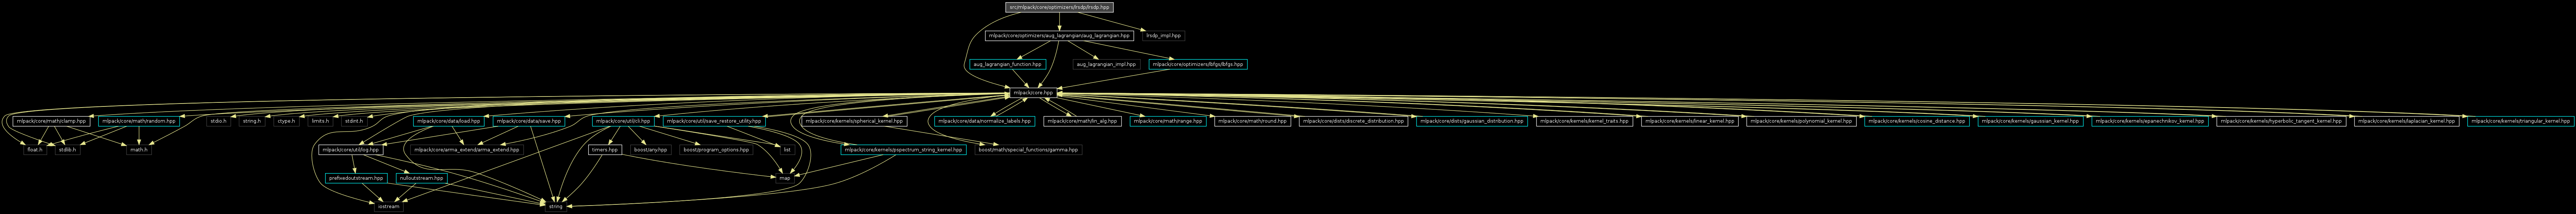 src/mlpack/core/optimizers/lrsdp/lrsdp.hpp
mlpack/core/optimizers/aug_lagrangian/aug_lagrangian.hpp
lrsdp_impl.hpp
aug_lagrangian_function.hpp
aug_lagrangian_impl.hpp
mlpack/core/optimizers/lbfgs/lbfgs.hpp
mlpack/core.hpp
mlpack/core/math/clamp.hpp
mlpack/core/math/random.hpp
stdio.h
string.h
ctype.h
limits.h
stdint.h
mlpack/core/data/load.hpp
mlpack/core/data/save.hpp
mlpack/core/util/cli.hpp
mlpack/core/util/save_restore_utility.hpp
mlpack/core/kernels/spherical_kernel.hpp
mlpack/core/data/normalize_labels.hpp
mlpack/core/math/lin_alg.hpp
mlpack/core/math/range.hpp
mlpack/core/math/round.hpp
mlpack/core/dists/discrete_distribution.hpp
mlpack/core/dists/gaussian_distribution.hpp
mlpack/core/kernels/kernel_traits.hpp
mlpack/core/kernels/linear_kernel.hpp
mlpack/core/kernels/polynomial_kernel.hpp
mlpack/core/kernels/cosine_distance.hpp
mlpack/core/kernels/gaussian_kernel.hpp
mlpack/core/kernels/epanechnikov_kernel.hpp
mlpack/core/kernels/hyperbolic_tangent_kernel.hpp
mlpack/core/kernels/laplacian_kernel.hpp
mlpack/core/kernels/triangular_kernel.hpp
float.h
stdlib.h
math.h
mlpack/core/util/log.hpp
mlpack/core/arma_extend/arma_extend.hpp
timers.hpp
boost/any.hpp
boost/program_options.hpp
list
mlpack/core/kernels/pspectrum_string_kernel.hpp
boost/math/special_functions/gamma.hpp
prefixedoutstream.hpp
nulloutstream.hpp
map
iostream
string